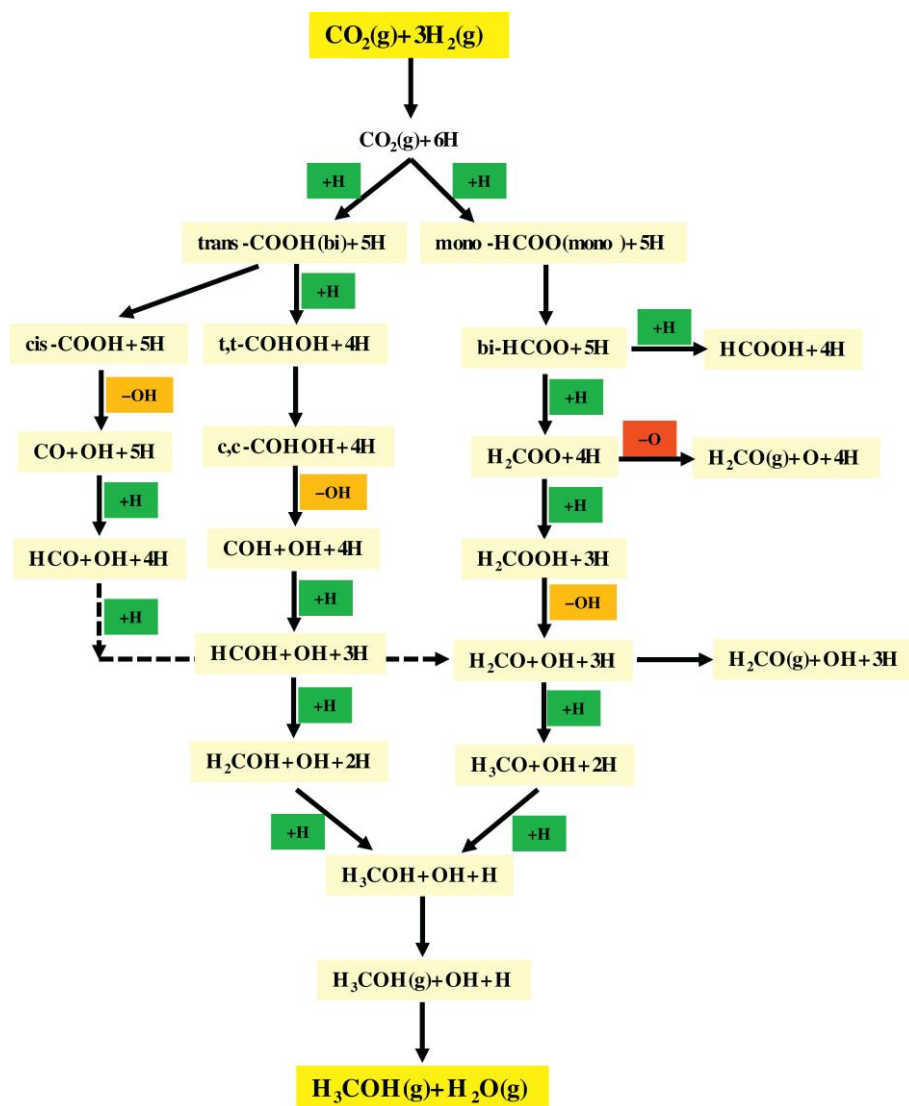 CO₂(g)+3H₂(g)
CO₂(g)+6H
+H +H
trans-COOH(bi)+5H mono-HCOO(mono)+5H
+H
cis-COOH+5H t,t-COHOH+4H bi-HCOO+5H +H HCOOH+4H
−OH +H
CO+OH+5H c,c-COHOH+4H H₂COO+4H −O H₂CO(g)+O+4H
+H −OH +H
HCO+OH+4H COH+OH+4H H₂COOH+3H
+H +H −OH
HCOH+OH+3H H₂CO+OH+3H H₂CO(g)+OH+3H
+H +H
H₂COH+OH+2H H₃CO+OH+2H
+H +H
H₃COH+OH+H
H₃COH(g)+OH+H
H₃COH(g)+H₂O(g)